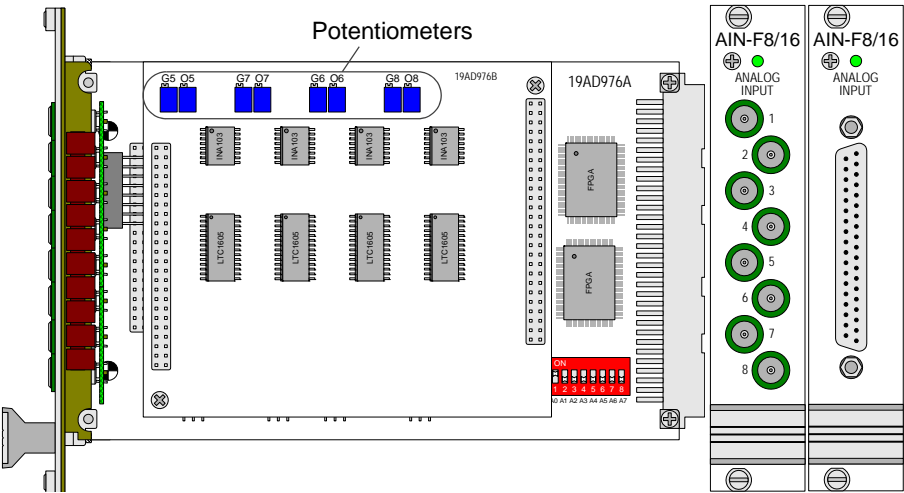 Potentiometers
G5 O5 G7 O7 G6 O6 G8 O8
19AD976B
19AD976A
INA103 INA103 INA103 INA103
LTC1605 LTC1605 LTC1605 LTC1605
FPGA
FPGA
ON
1 2 3 4 5 6 7 8
A0 A1 A2 A3 A4 A5 A6 A7
AIN-F8/16
ANALOG
INPUT
1
2
3
4
5
6
7
8
AIN-F8/16
ANALOG
INPUT